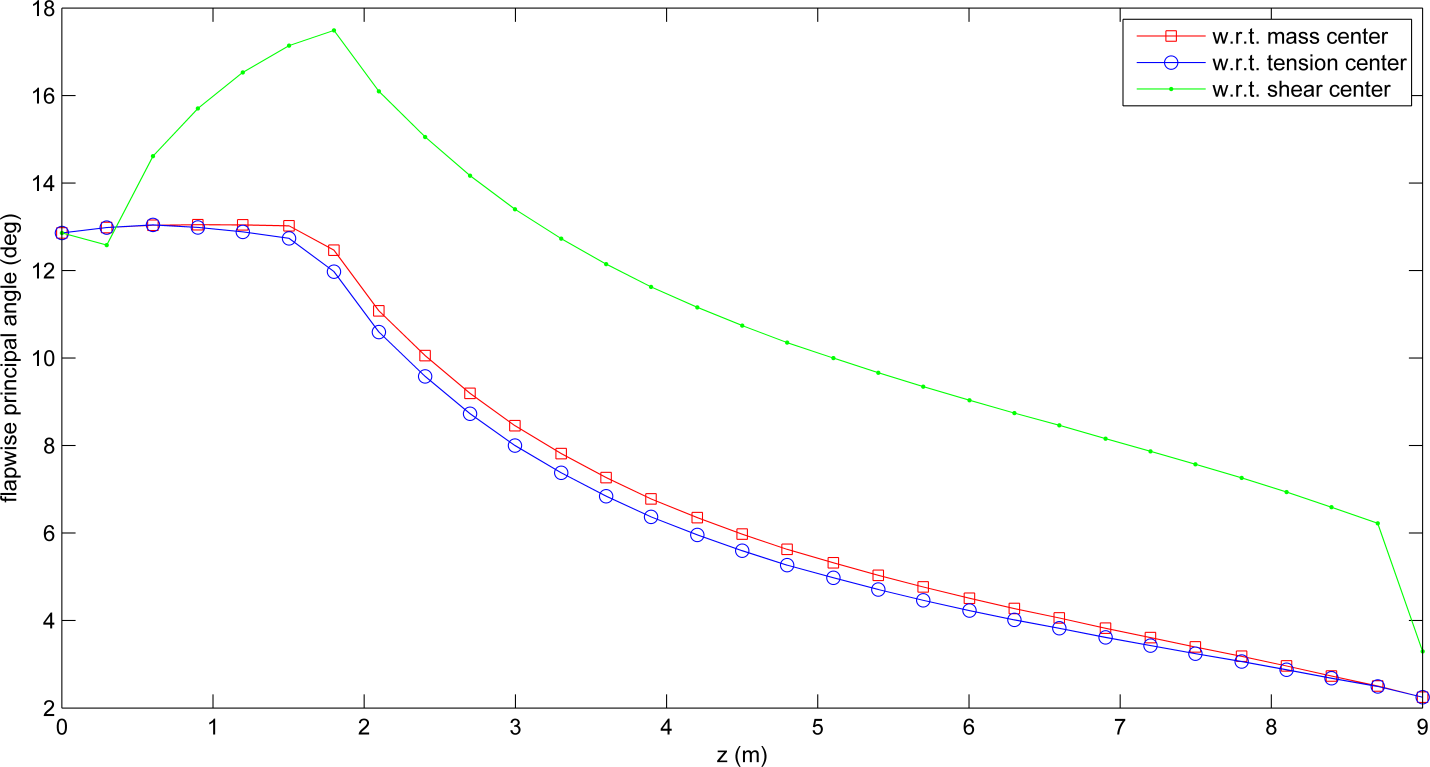 18
16
14
12
10
8
6
4
2
flapwise principal angle (deg)
w.r.t. mass center
w.r.t. tension center
w.r.t. shear center
0 1 2 3 4 5 6 7 8 9
z (m)